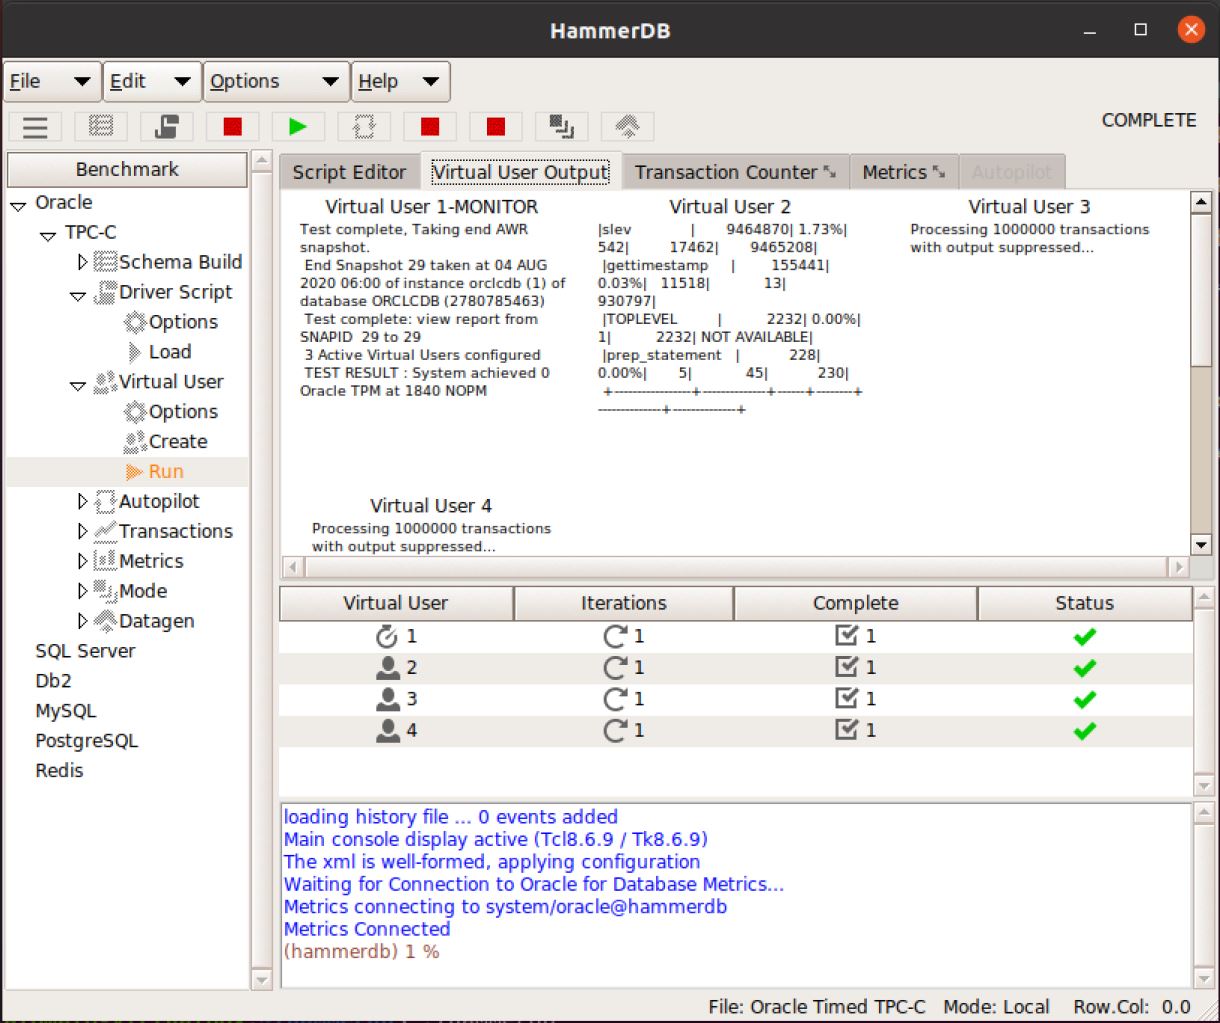 HammerDB
File Edit Options Help
COMPLETE
Benchmark
Oracle
TPC-C
Schema Build
Driver Script
Options
Load
Virtual User
Options
Create
Run
Autopilot
Transactions
Metrics
Mode
Datagen
SQL Server
Db2
MySQL
PostgreSQL
Redis
Script Editor Virtual User Output Transaction Counter Metrics Autopilot
Virtual User 1-MONITOR
Test complete, Taking end AWR
snapshot.
End Snapshot 29 taken at 04 AUG
2020 06:00 of instance orclcdb (1) of
database ORCLCDB (2780785463)
Test complete: view report from
SNAPID 29 to 29
3 Active Virtual Users configured
TEST RESULT : System achieved 0
Oracle TPM at 1840 NOPM
Virtual User 2
|slev | 9464870| 1.73%|
542| 17462| 9465208|
|gettimestamp | 155441|
0.03%| 11518| 13|
930797|
|TOPLEVEL | 2232| 0.00%|
1| 2232| NOT AVAILABLE|
|prep_statement | 228|
0.00%| 5| 45| 230|
+-----------------+--------------+------+--------+
--------------+--------------+
Virtual User 3
Processing 1000000 transactions
with output suppressed...
Virtual User 4
Processing 1000000 transactions
with output suppressed...
Virtual User Iterations Complete Status
1 1 1
2 1 1
3 1 1
4 1 1
loading history file ... 0 events added
Main console display active (Tcl8.6.9 / Tk8.6.9)
The xml is well-formed, applying configuration
Waiting for Connection to Oracle for Database Metrics...
Metrics connecting to system/oracle@hammerdb
Metrics Connected
(hammerdb) 1 %
File: Oracle Timed TPC-C Mode: Local Row.Col: 0.0